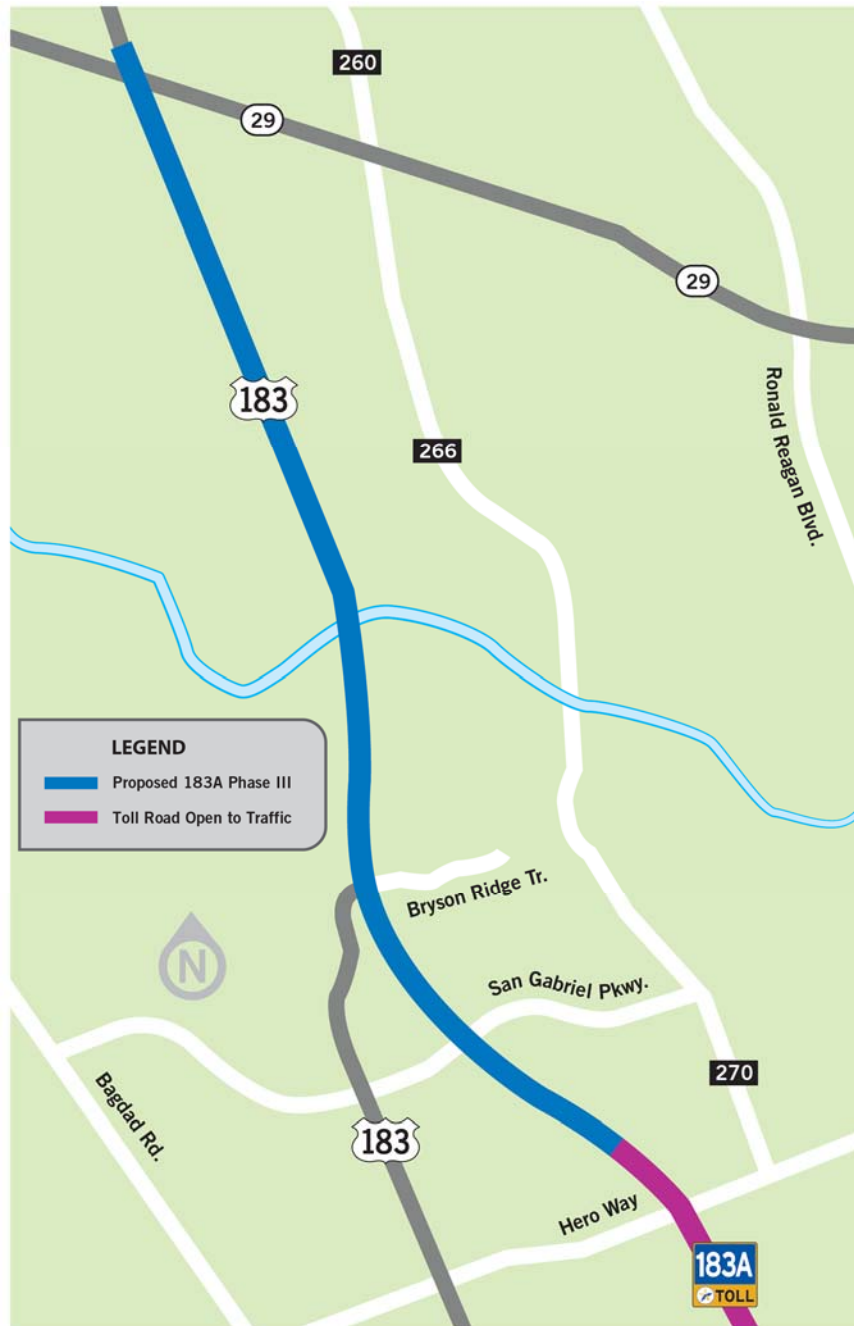 260
29
29
183
Ronald Reagan Blvd.
266
LEGEND
Proposed 183A Phase III
Toll Road Open to Traffic
Bryson Ridge Tr.
N
San Gabriel Pkwy.
270
Bagdad Rd.
183
Hero Way
183A
TOLL